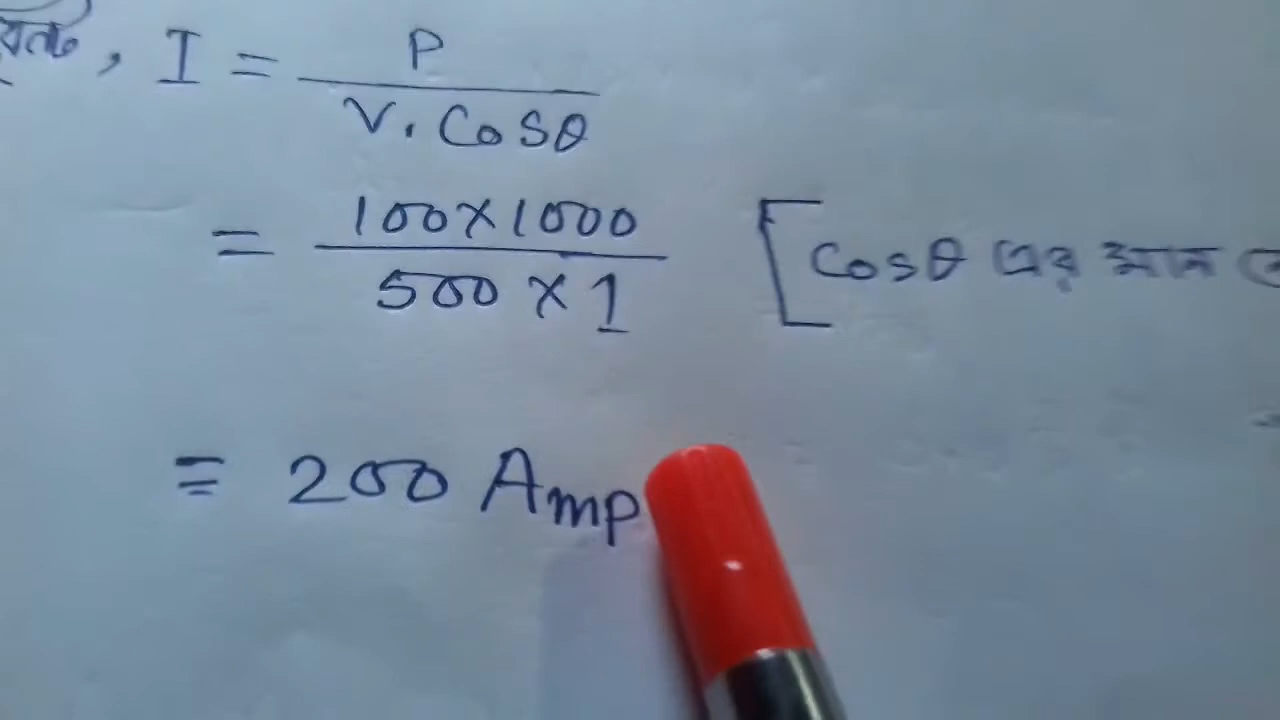 , I = P / V. Cosθ
= 100×1000 / 500×1 [Cosθ এর মান
= 200 Amp